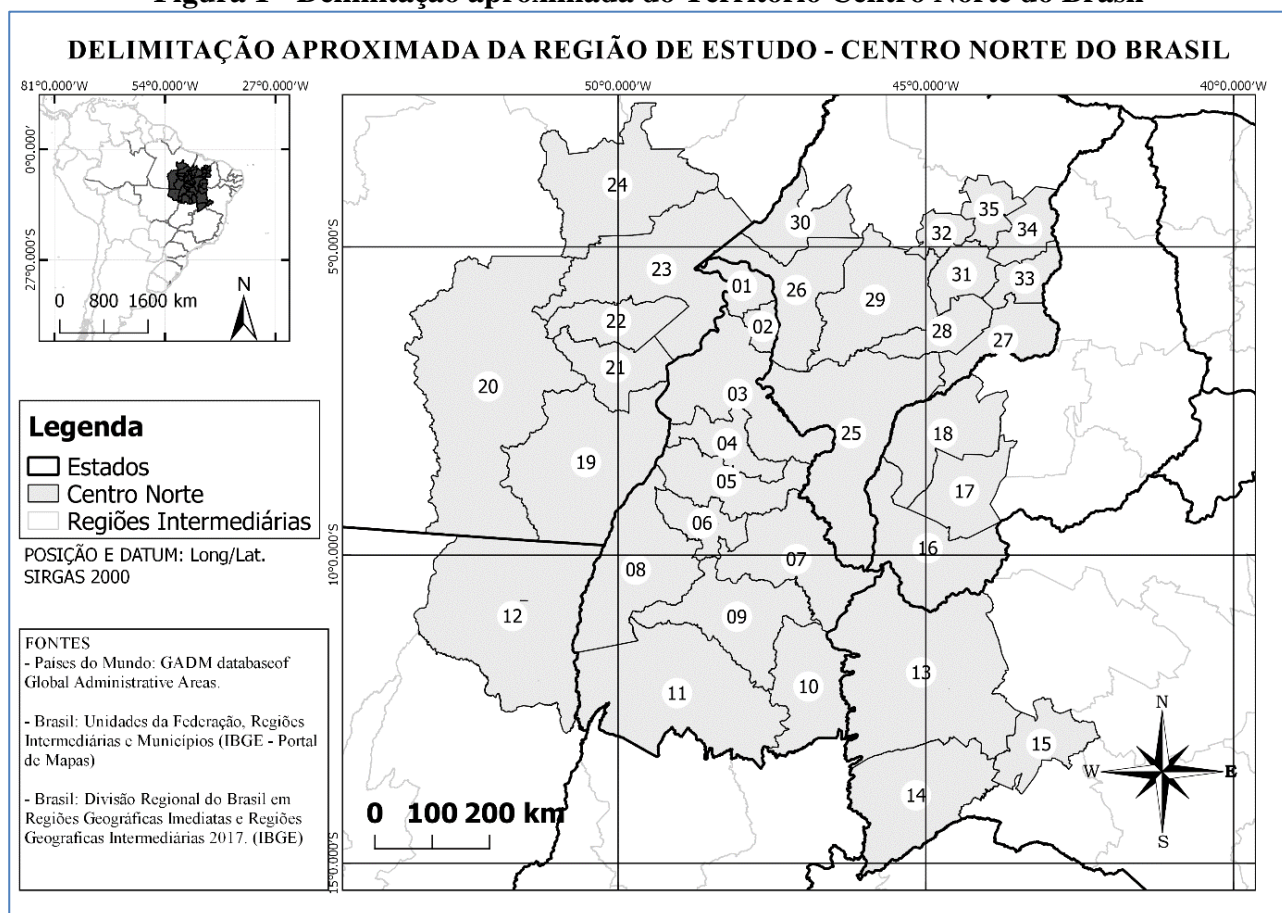 Figura 1 - Delimitação aproximada do Território Centro Norte do Brasil
DELIMITAÇÃO APROXIMADA DA REGIÃO DE ESTUDO - CENTRO NORTE DO BRASIL
81°0.000'W 54°0.000'W 27°0.000'W
0°0.000'
27°0.000'S
0 800 1600 km
N
50°0.000'W 45°0.000'W 40°0.000'W
5°0.000'S
10°0.000'S
15°0.000'S
24
35
30
32
34
23
01
26
31
33
29
22
02
28
27
21
20
03
25
18
04
19
05
17
06
16
07
08
12
09
13
11
10
15
14
Legenda
Estados
Centro Norte
Regiões Intermediárias
POSIÇÃO E DATUM: Long/Lat.
SIRGAS 2000
FONTES
- Países do Mundo: GADM databaseof
Global Administrative Areas.
- Brasil: Unidades da Federação, Regiões
Intermediárias e Municípios (IBGE - Portal
de Mapas)
- Brasil: Divisão Regional do Brasil em
Regiões Geográficas Imediatas e Regiões
Geograficas Intermediárias 2017. (IBGE)
0 100 200 km
N
W E
S